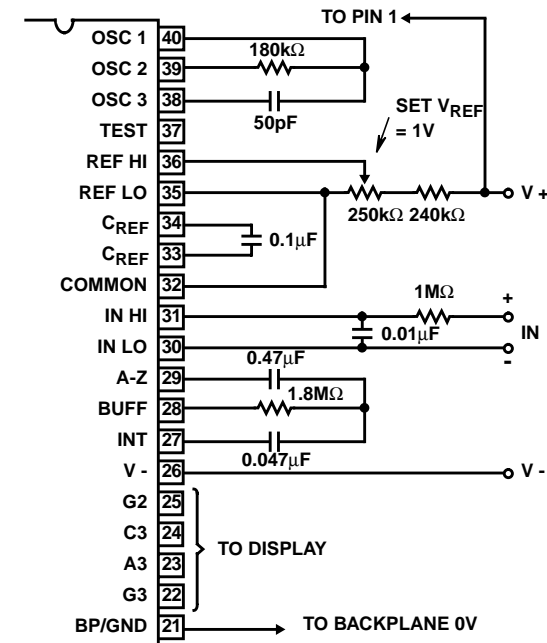 TO PIN 1
OSC 1 40
180kΩ
OSC 2 39
OSC 3 38
50pF
TEST 37
SET VREF
= 1V
REF HI 36
REF LO 35
V +
250kΩ 240kΩ
CREF 34
0.1µF
CREF 33
COMMON 32
1MΩ
IN HI 31
+
0.01µF
IN
IN LO 30
-
0.47µF
A-Z 29
1.8MΩ
BUFF 28
INT 27
0.047µF
V - 26
V -
G2 25
C3 24
TO DISPLAY
A3 23
G3 22
BP/GND 21
TO BACKPLANE 0V